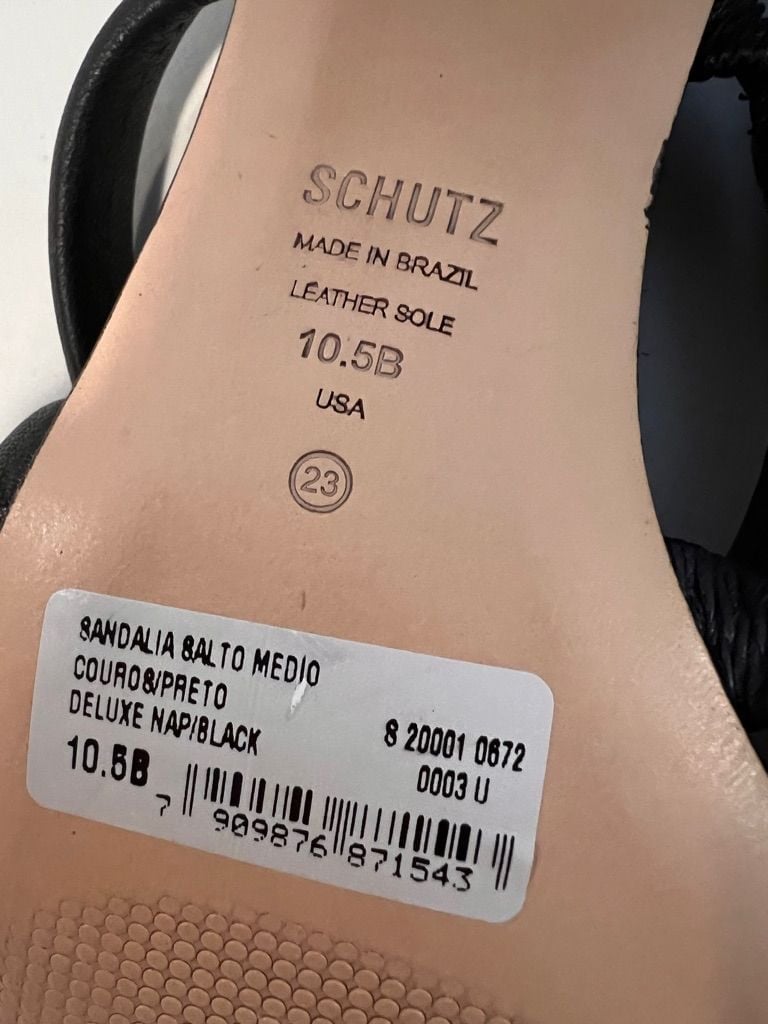 SCHUTZ
MADE IN BRAZIL
LEATHER SOLE
10.5B
USA
23
SANDALIA SALTO MEDIO
COURO&/PRETO
DELUXE NAP/BLACK
S 20001 0672
0003 U
10.5B
7 909876 871543